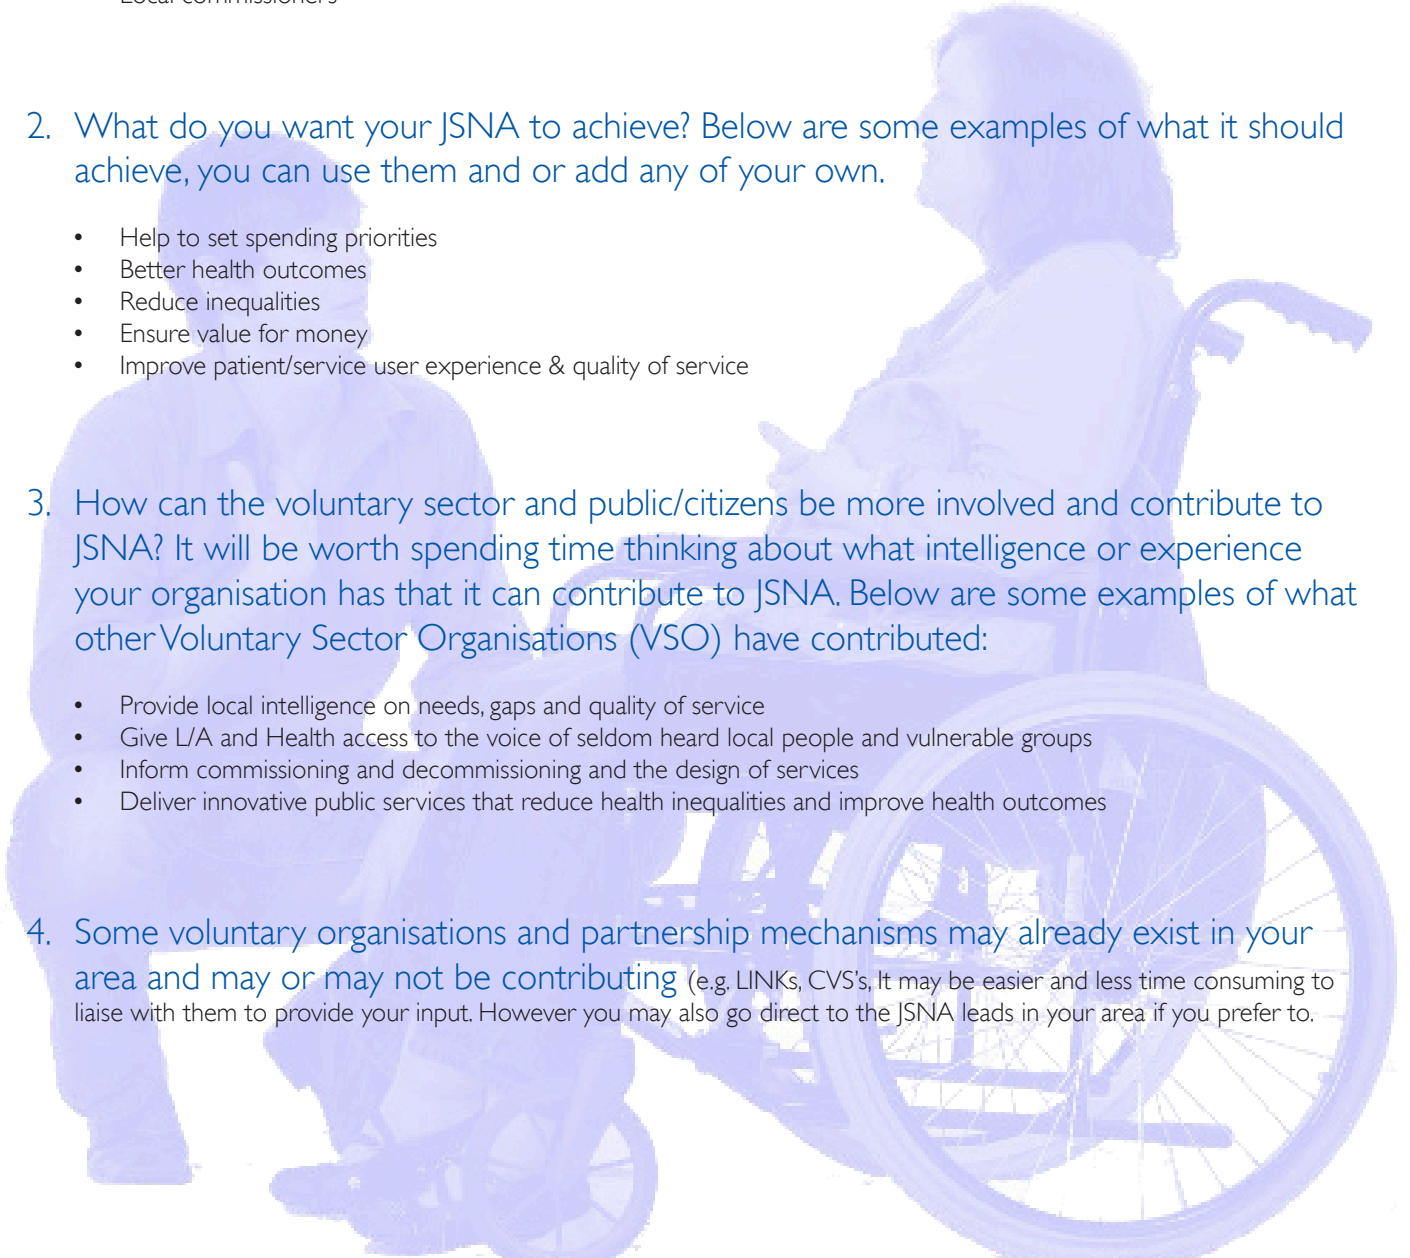 Local commissioners
2. What do you want your JSNA to achieve? Below are some examples of what it should
achieve, you can use them and or add any of your own.
• Help to set spending priorities
• Better health outcomes
• Reduce inequalities
• Ensure value for money
• Improve patient/service user experience & quality of service
3. How can the voluntary sector and public/citizens be more involved and contribute to
JSNA? It will be worth spending time thinking about what intelligence or experience
your organisation has that it can contribute to JSNA. Below are some examples of what
other Voluntary Sector Organisations (VSO) have contributed:
• Provide local intelligence on needs, gaps and quality of service
• Give L/A and Health access to the voice of seldom heard local people and vulnerable groups
• Inform commissioning and decommissioning and the design of services
• Deliver innovative public services that reduce health inequalities and improve health outcomes
4. Some voluntary organisations and partnership mechanisms may already exist in your
area and may or may not be contributing (e.g. LINKs, CVS's, It may be easier and less time consuming to
liaise with them to provide your input. However you may also go direct to the JSNA leads in your area if you prefer to.